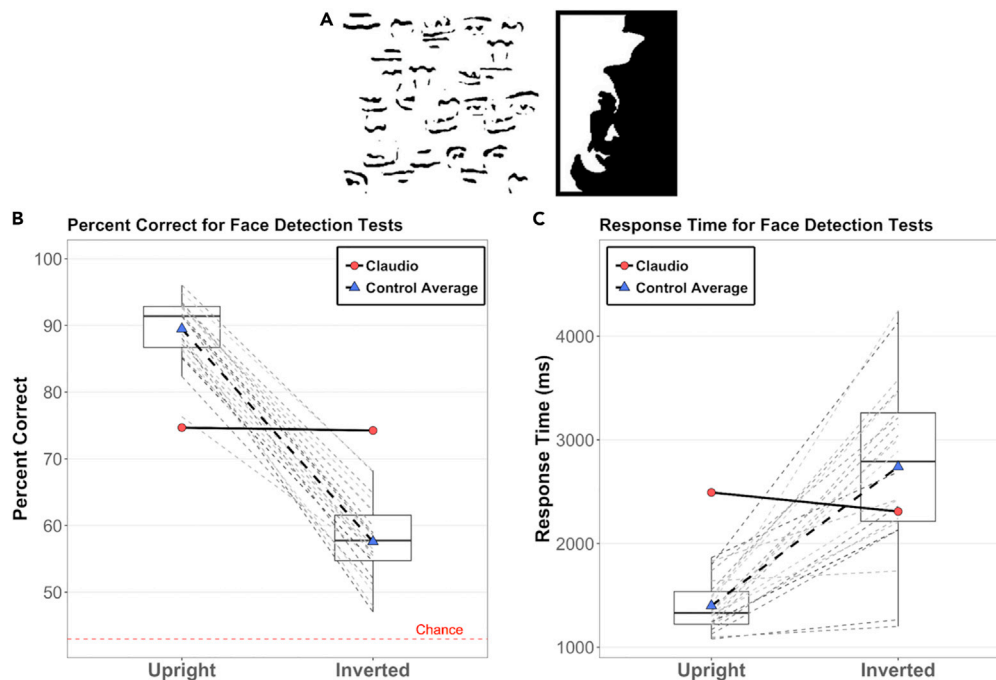 A
B
Percent Correct for Face Detection Tests
Claudio
Control Average
Percent Correct
100
90
80
70
60
50
Chance
Upright
Inverted
C
Response Time for Face Detection Tests
Claudio
Control Average
Response Time (ms)
4000
3000
2000
1000
Upright
Inverted